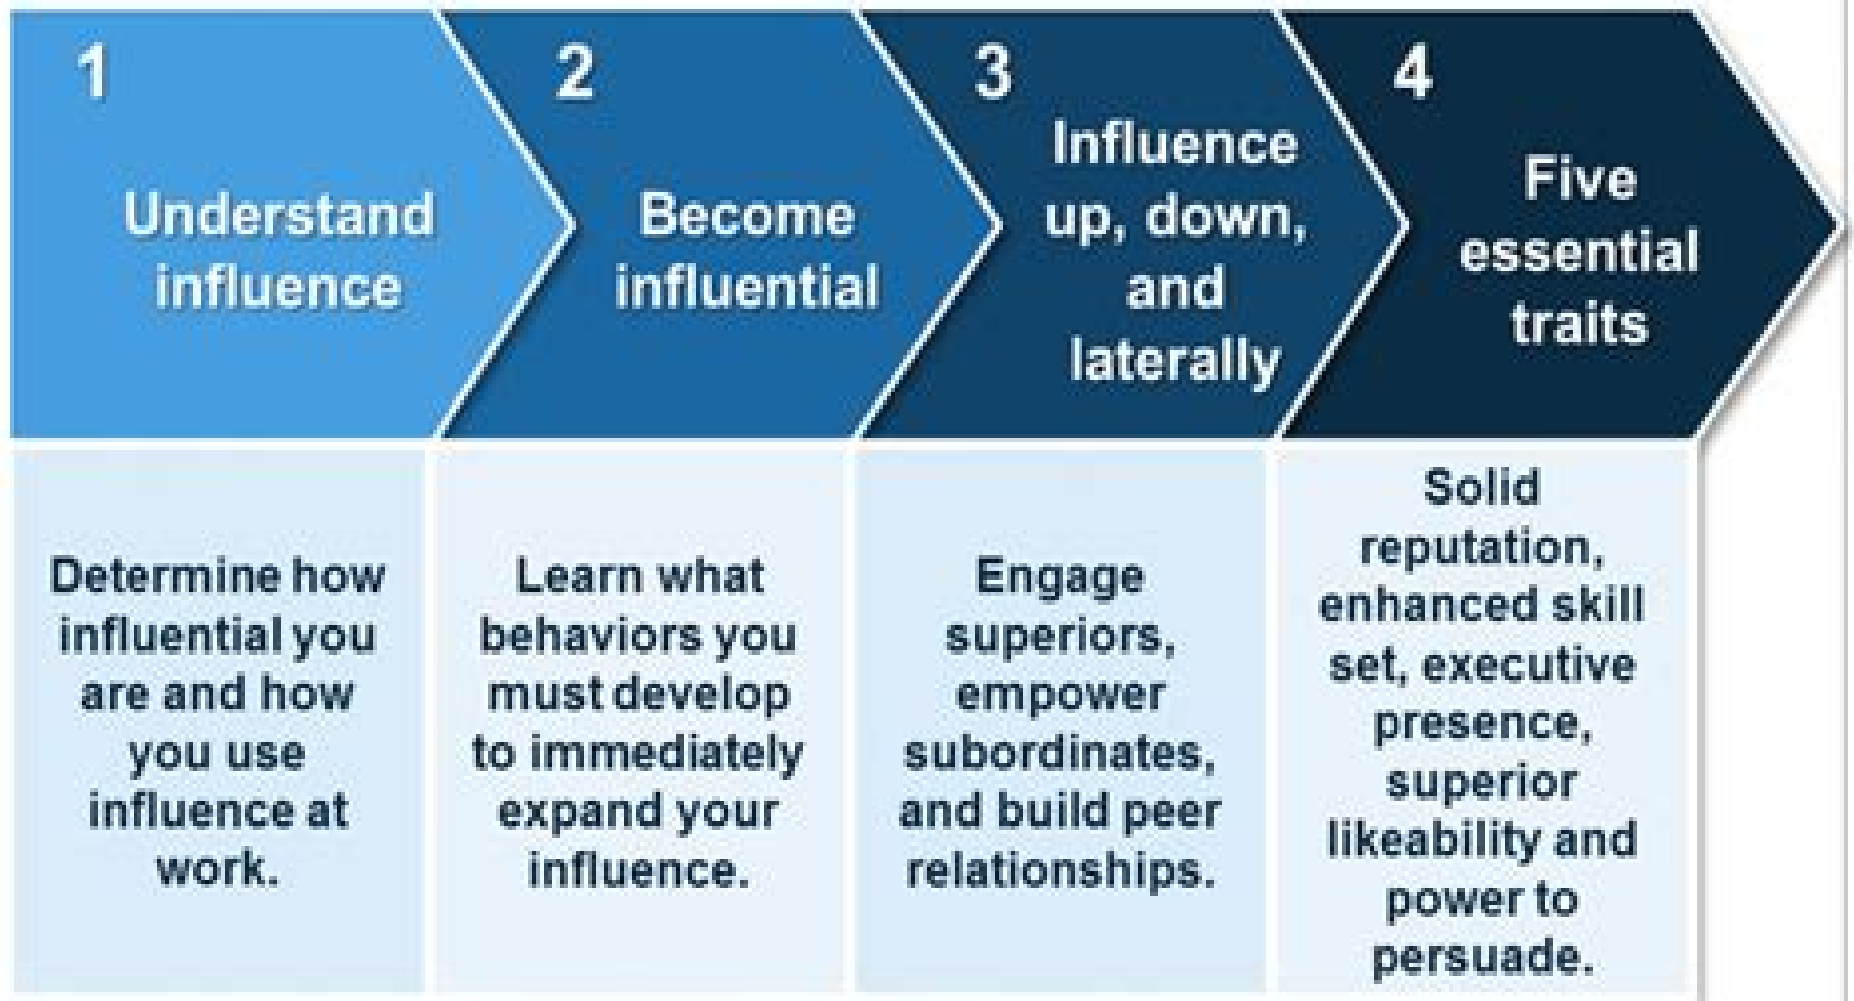 1
Understand
influence
2
Become
influential
3
Influence
up, down,
and
laterally
4
Five
essential
traits
Determine how
influential you
are and how
you use
influence at
work.
Learn what
behaviors you
must develop
to immediately
expand your
influence.
Engage
superiors,
empower
subordinates,
and build peer
relationships.
Solid
reputation,
enhanced skill
set, executive
presence,
superior
likeability and
power to
persuade.